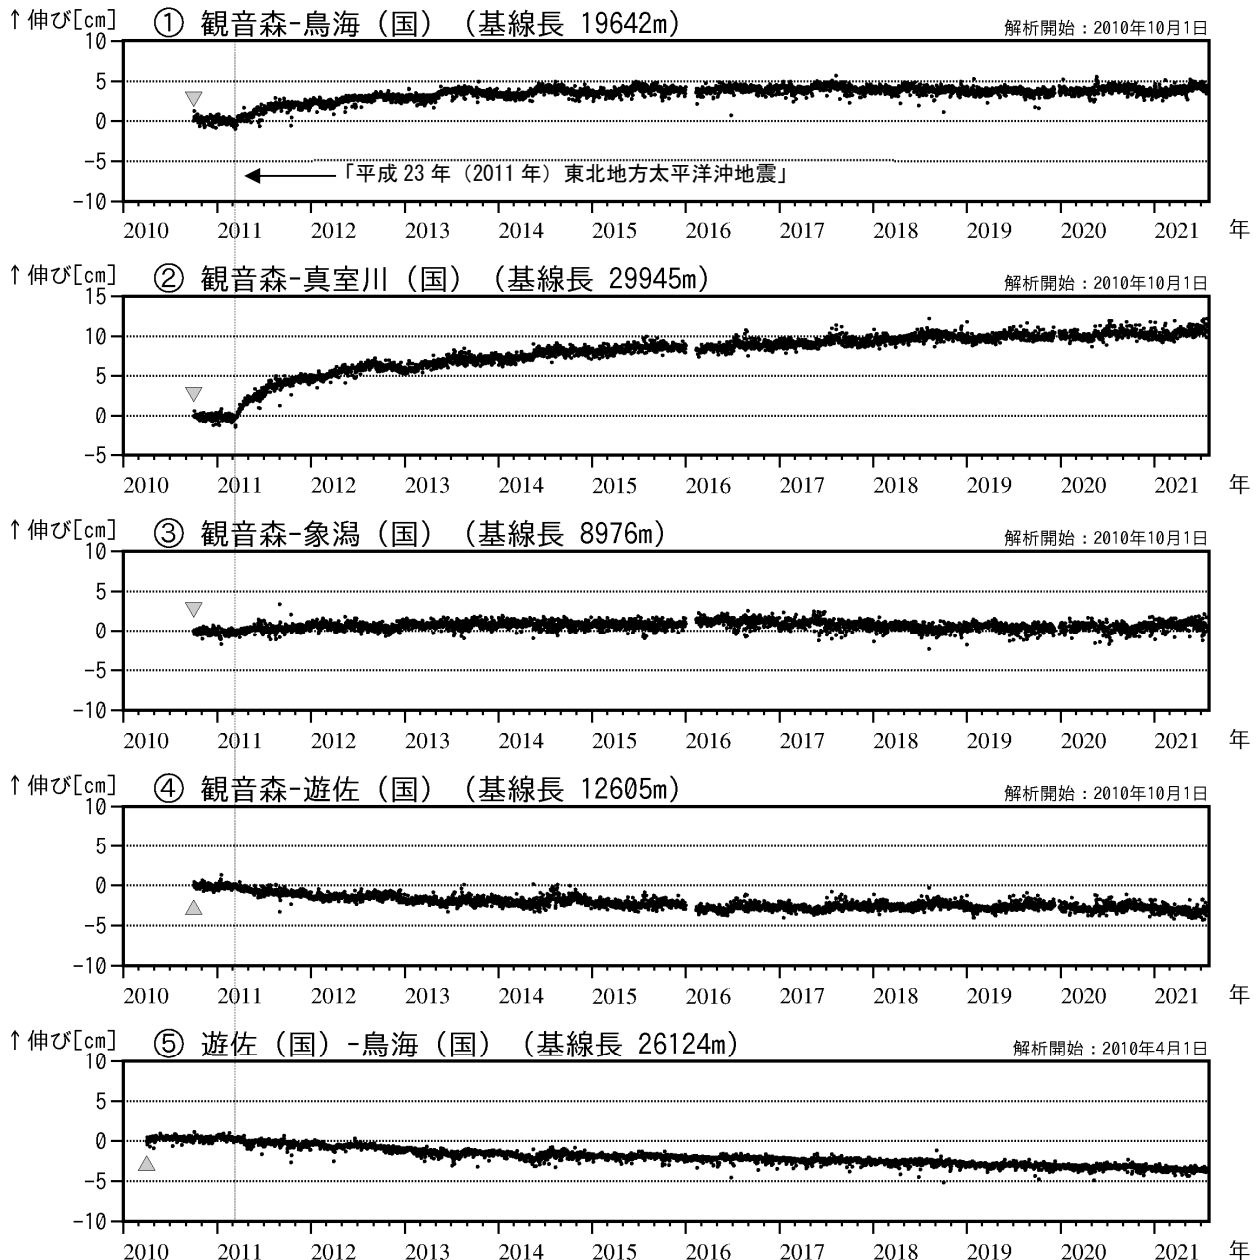 ↑伸び[cm] ① 観音森-鳥海（国）（基線長 19642m） 解析開始：2010年10月1日
10
5
0
-5
「平成 23 年（2011 年）東北地方太平洋沖地震」
-10
2010 2011 2012 2013 2014 2015 2016 2017 2018 2019 2020 2021 年
↑伸び[cm] ② 観音森-真室川（国）（基線長 29945m） 解析開始：2010年10月1日
15
10
5
0
-5
2010 2011 2012 2013 2014 2015 2016 2017 2018 2019 2020 2021 年
↑伸び[cm] ③ 観音森-象潟（国）（基線長 8976m） 解析開始：2010年10月1日
10
5
0
-5
-10
2010 2011 2012 2013 2014 2015 2016 2017 2018 2019 2020 2021 年
↑伸び[cm] ④ 観音森-遊佐（国）（基線長 12605m） 解析開始：2010年10月1日
10
5
0
-5
-10
2010 2011 2012 2013 2014 2015 2016 2017 2018 2019 2020 2021 年
↑伸び[cm] ⑤ 遊佐（国）-鳥海（国）（基線長 26124m） 解析開始：2010年4月1日
10
5
0
-5
-10
2010 2011 2012 2013 2014 2015 2016 2017 2018 2019 2020 2021 年